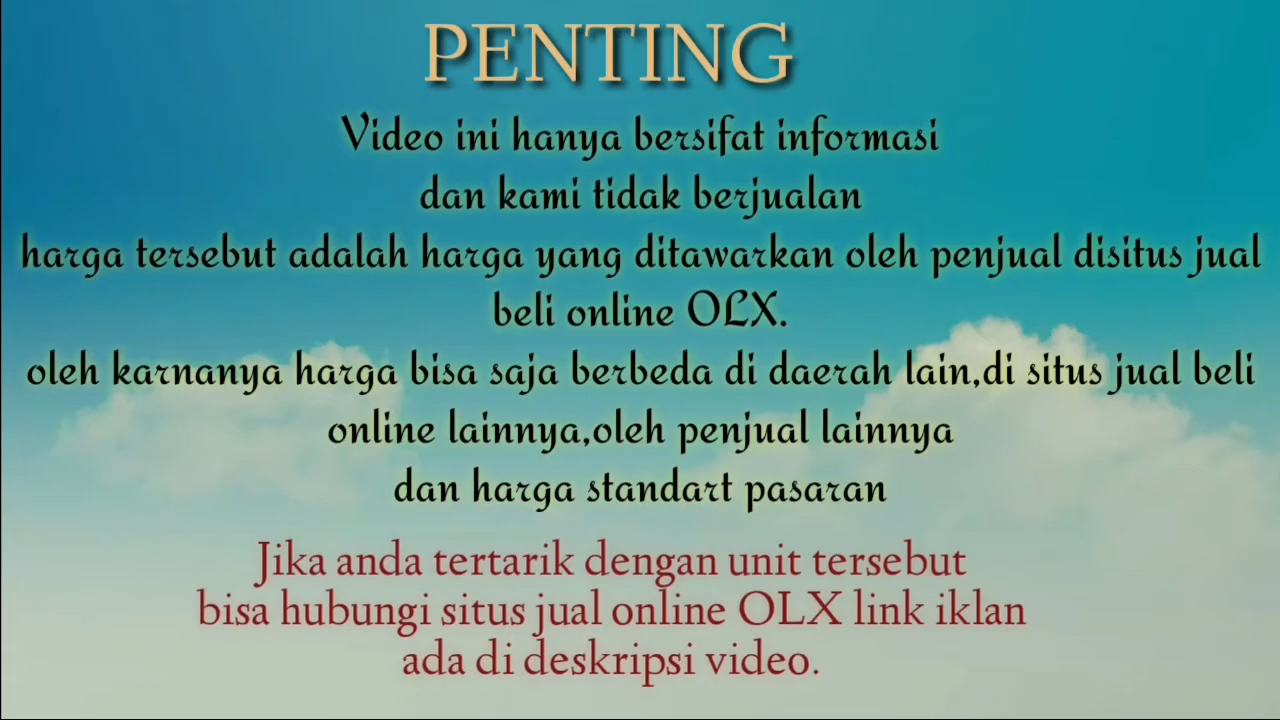 PENTING
Video ini hanya bersifat informasi
dan kami tidak berjualan
harga tersebut adalah harga yang ditawarkan oleh penjual disitus jual
beli online OLX.
oleh karnanya harga bisa saja berbeda di daerah lain,di situs jual beli
online lainnya,oleh penjual lainnya
dan harga standart pasaran
Jika anda tertarik dengan unit tersebut
bisa hubungi situs jual online OLX link iklan
ada di deskripsi video.